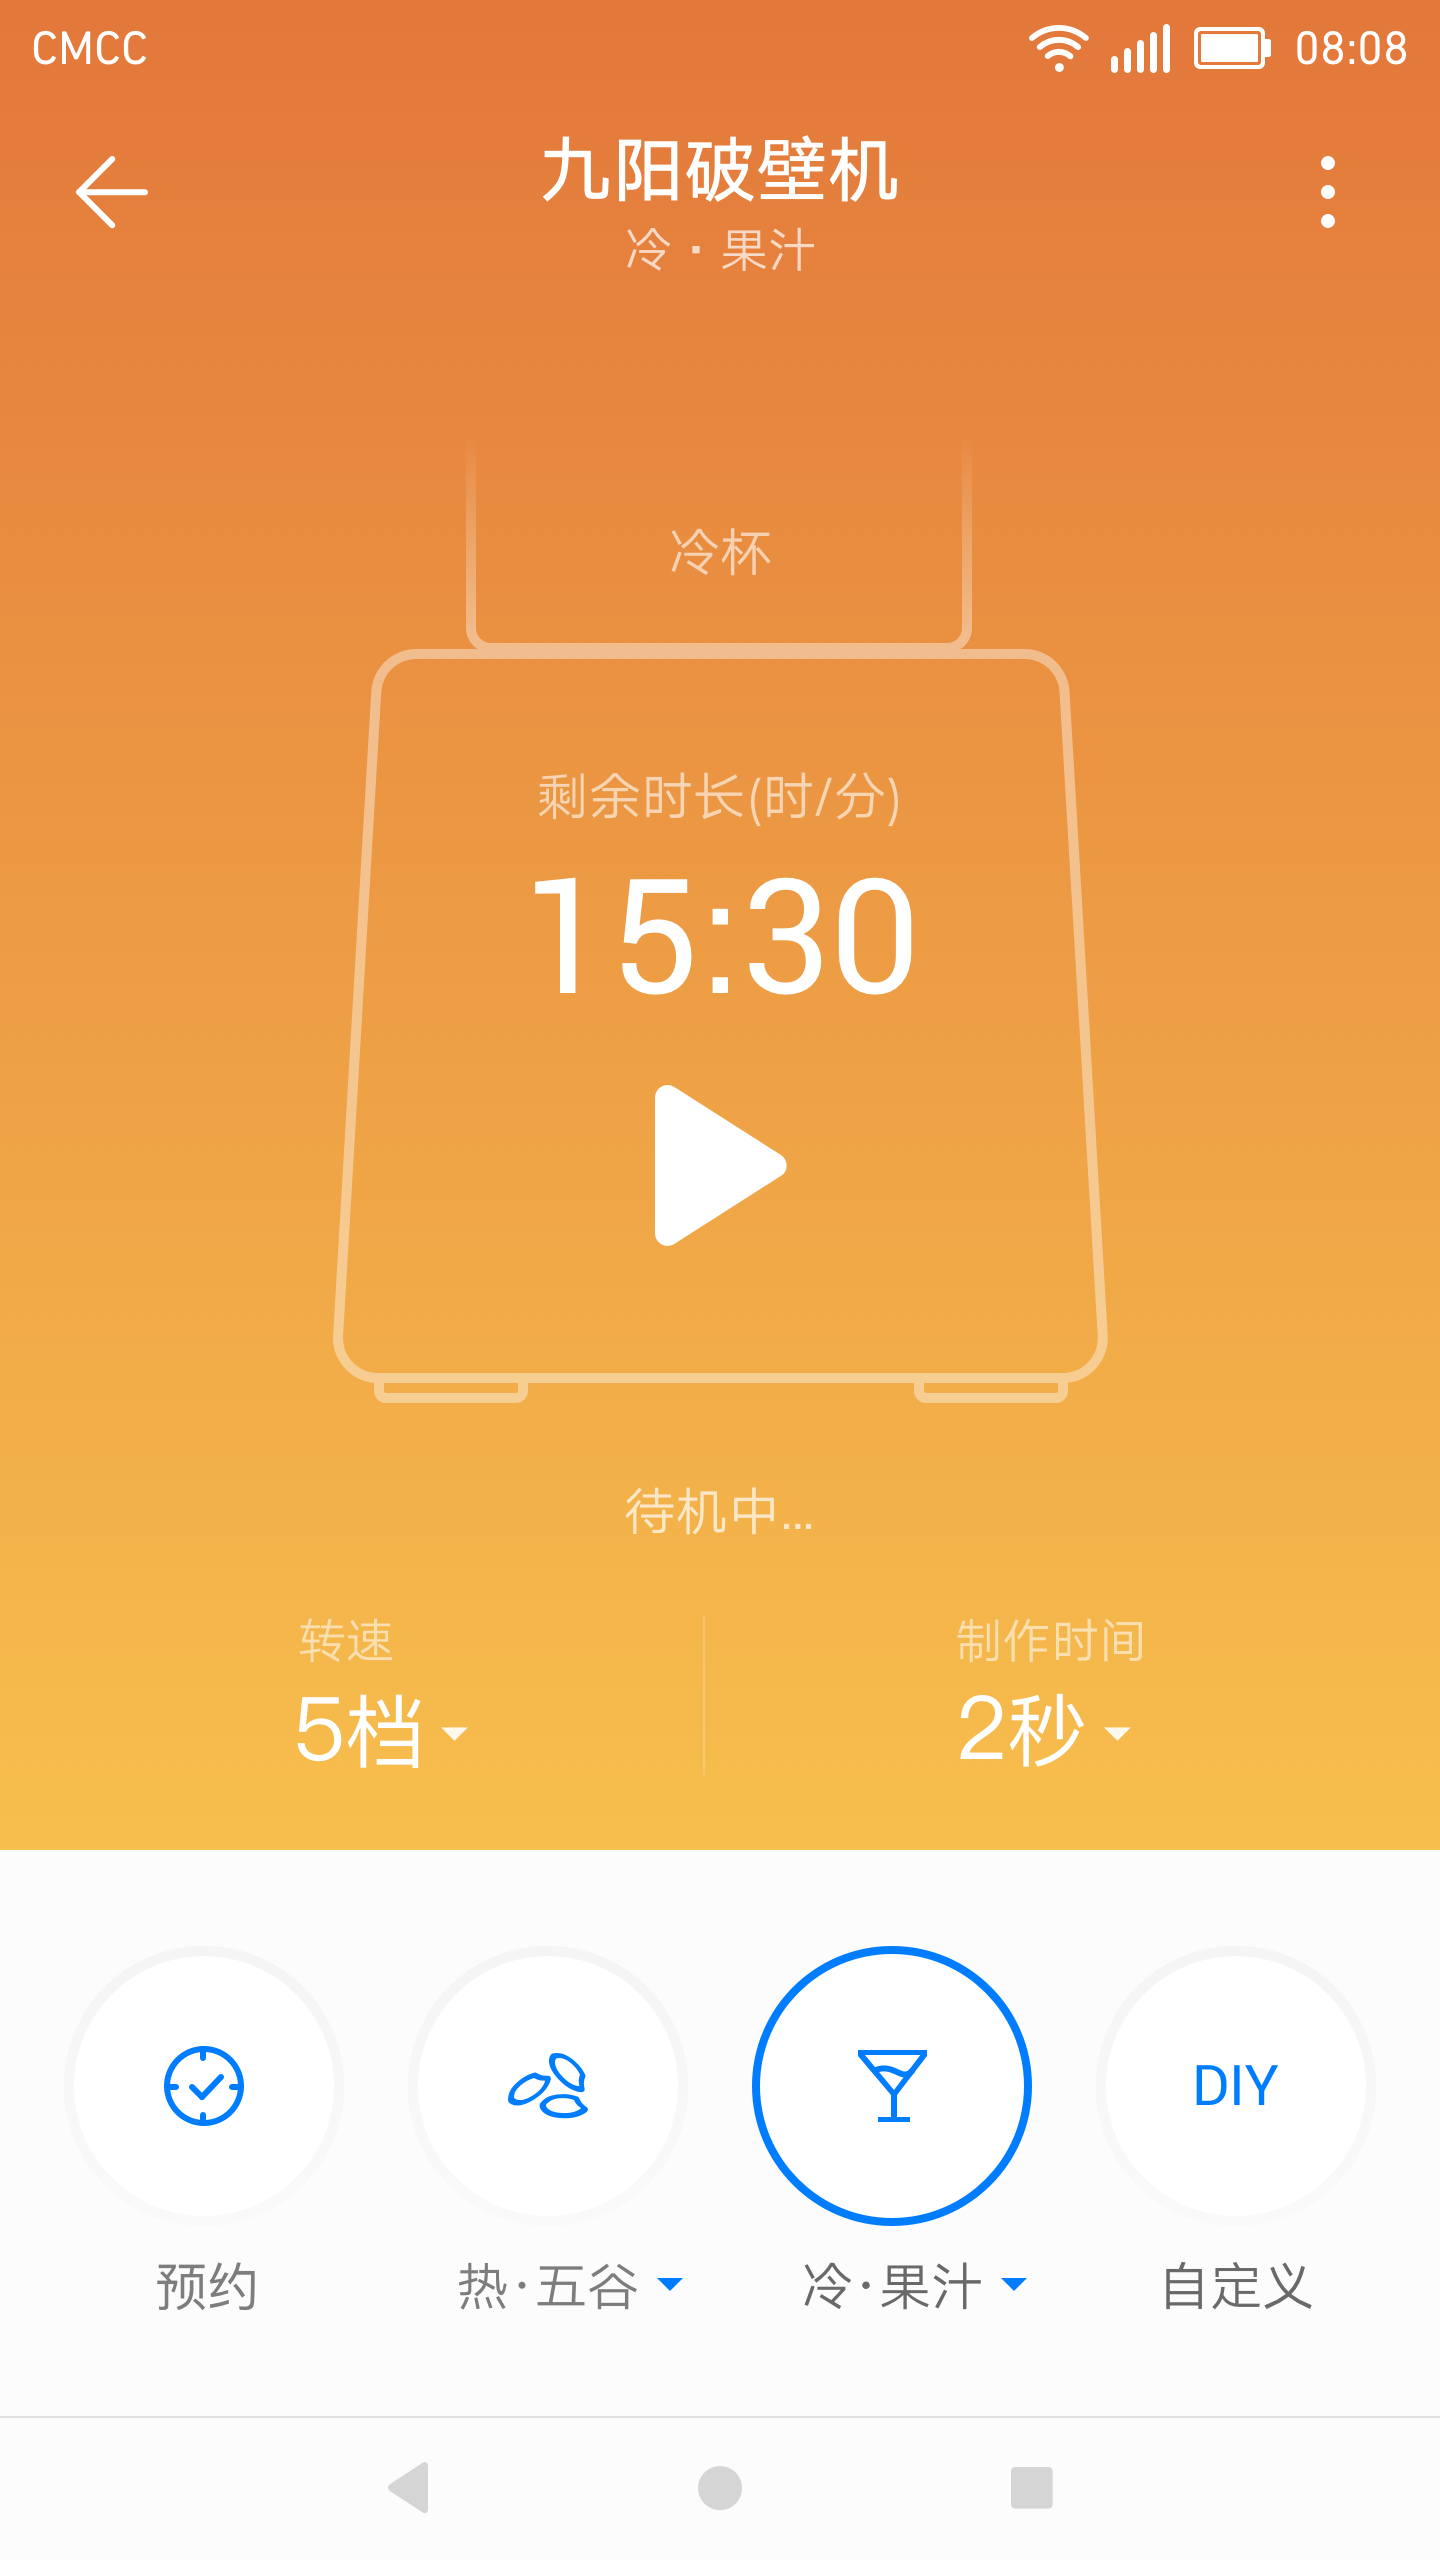 CMCC 08:08
九阳破壁机
冷·果汁
冷杯
剩余时长(时/分)
15:30
待机中...
转速 制作时间
5档 2秒
DIY
预约 热·五谷 冷·果汁 自定义